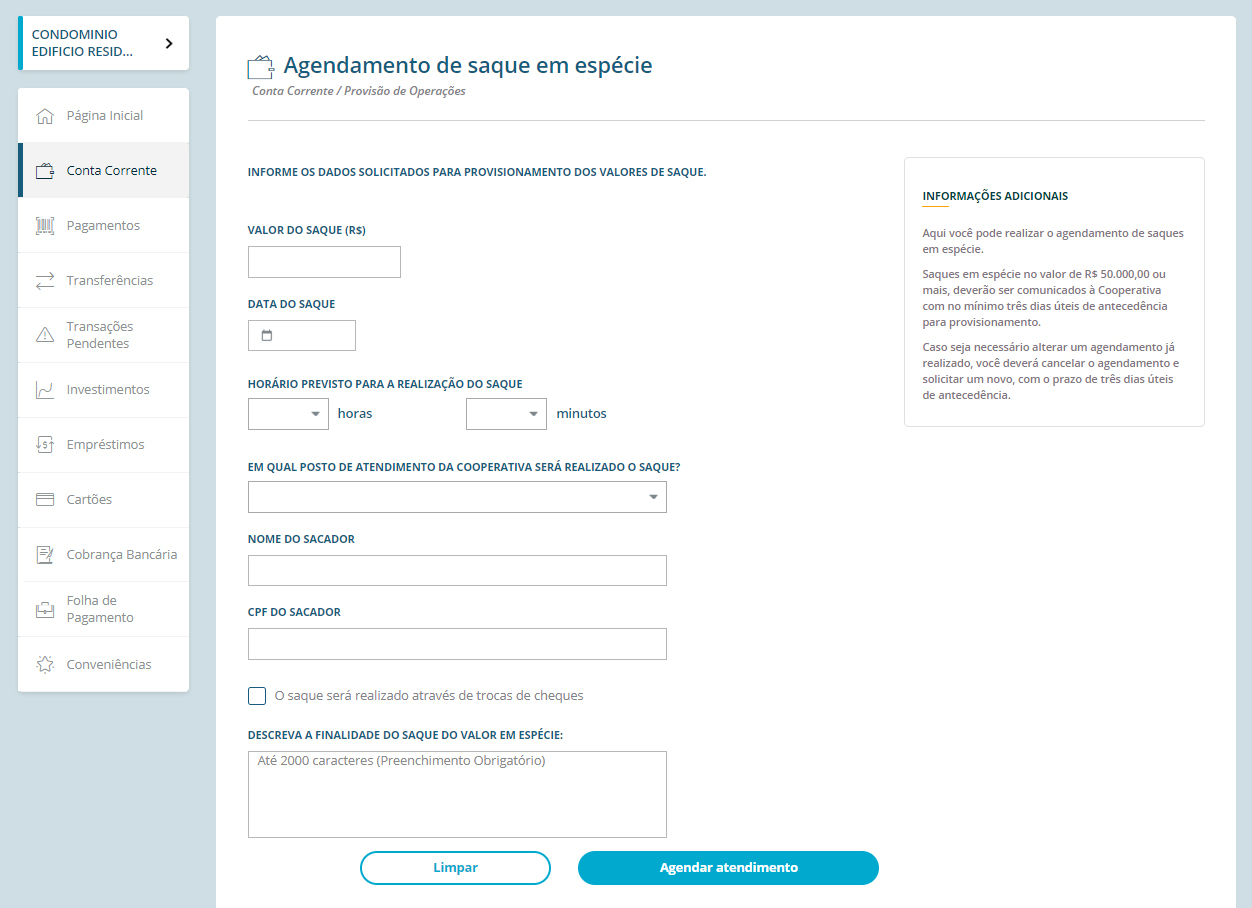 CONDOMINIO
EDIFICIO RESID...
Página Inicial
Conta Corrente
Pagamentos
Transferências
Transações
Pendentes
Investimentos
Empréstimos
Cartões
Cobrança Bancária
Folha de
Pagamento
Conveniências
Agendamento de saque em espécie
Conta Corrente / Provisão de Operações
INFORME OS DADOS SOLICITADOS PARA PROVISIONAMENTO DOS VALORES DE SAQUE.
VALOR DO SAQUE (R$)
DATA DO SAQUE
HORÁRIO PREVISTO PARA A REALIZAÇÃO DO SAQUE
horas
minutos
EM QUAL POSTO DE ATENDIMENTO DA COOPERATIVA SERÁ REALIZADO O SAQUE?
NOME DO SACADOR
CPF DO SACADOR
O saque será realizado através de trocas de cheques
DESCREVA A FINALIDADE DO SAQUE DO VALOR EM ESPÉCIE:
Até 2000 caracteres (Preenchimento Obrigatório)
Limpar
Agendar atendimento
INFORMAÇÕES ADICIONAIS
Aqui você pode realizar o agendamento de saques
em espécie.
Saques em espécie no valor de R$ 50.000,00 ou
mais, deverão ser comunicados à Cooperativa
com no mínimo três dias úteis de antecedência
para provisionamento.
Caso seja necessário alterar um agendamento já
realizado, você deverá cancelar o agendamento e
solicitar um novo, com o prazo de três dias úteis
de antecedência.